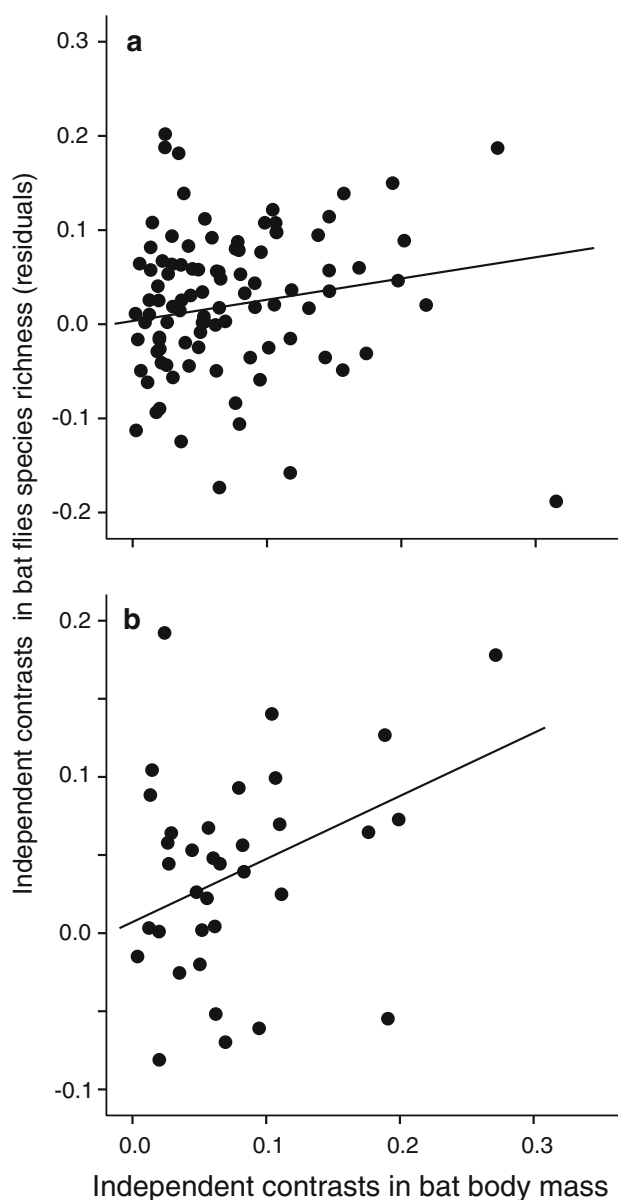 Independent contrasts in bat flies species richness (residuals)
a
0.3
0.2
0.1
0.0
-0.1
-0.2
b
0.2
0.1
0.0
-0.1
0.0 0.1 0.2 0.3
Independent contrasts in bat body mass